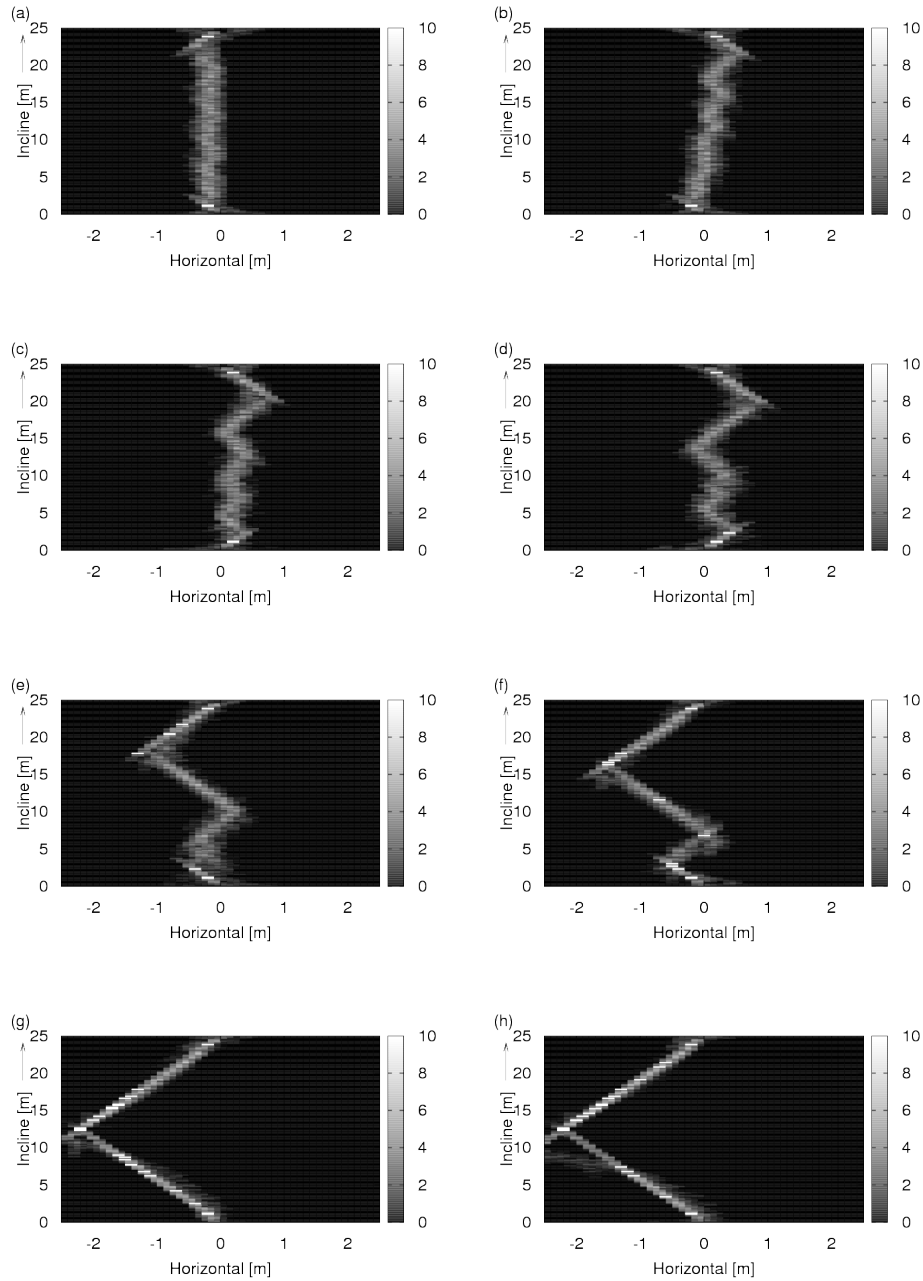 (a) (b)
25 10 25 10
20 8 20 8
15 6 15 6
10 4 10 4
5 2 5 2
0 0 0 0
Incline [m] Incline [m]
-2 -1 0 1 2 -2 -1 0 1 2
Horizontal [m] Horizontal [m]
(c) (d)
25 10 25 10
20 8 20 8
15 6 15 6
10 4 10 4
5 2 5 2
0 0 0 0
Incline [m] Incline [m]
-2 -1 0 1 2 -2 -1 0 1 2
Horizontal [m] Horizontal [m]
(e) (f)
25 10 25 10
20 8 20 8
15 6 15 6
10 4 10 4
5 2 5 2
0 0 0 0
Incline [m] Incline [m]
-2 -1 0 1 2 -2 -1 0 1 2
Horizontal [m] Horizontal [m]
(g) (h)
25 10 25 10
20 8 20 8
15 6 15 6
10 4 10 4
5 2 5 2
0 0 0 0
Incline [m] Incline [m]
-2 -1 0 1 2 -2 -1 0 1 2
Horizontal [m] Horizontal [m]